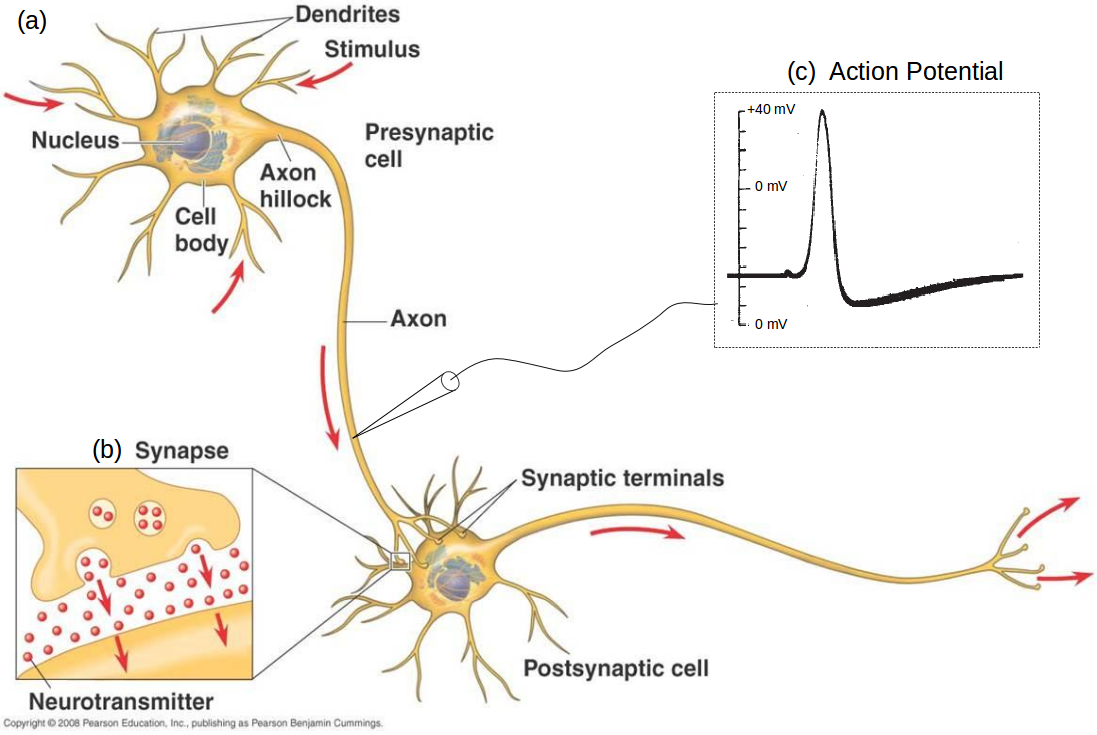 (a)
Dendrites
Stimulus
Nucleus
Presynaptic
cell
Axon
hillock
Cell
body
Axon
(c) Action Potential
+40 mV
0 mV
0 mV
(b) Synapse
Synaptic terminals
Postsynaptic cell
Neurotransmitter
Copyright © 2008 Pearson Education, Inc., publishing as Pearson Benjamin Cummings.